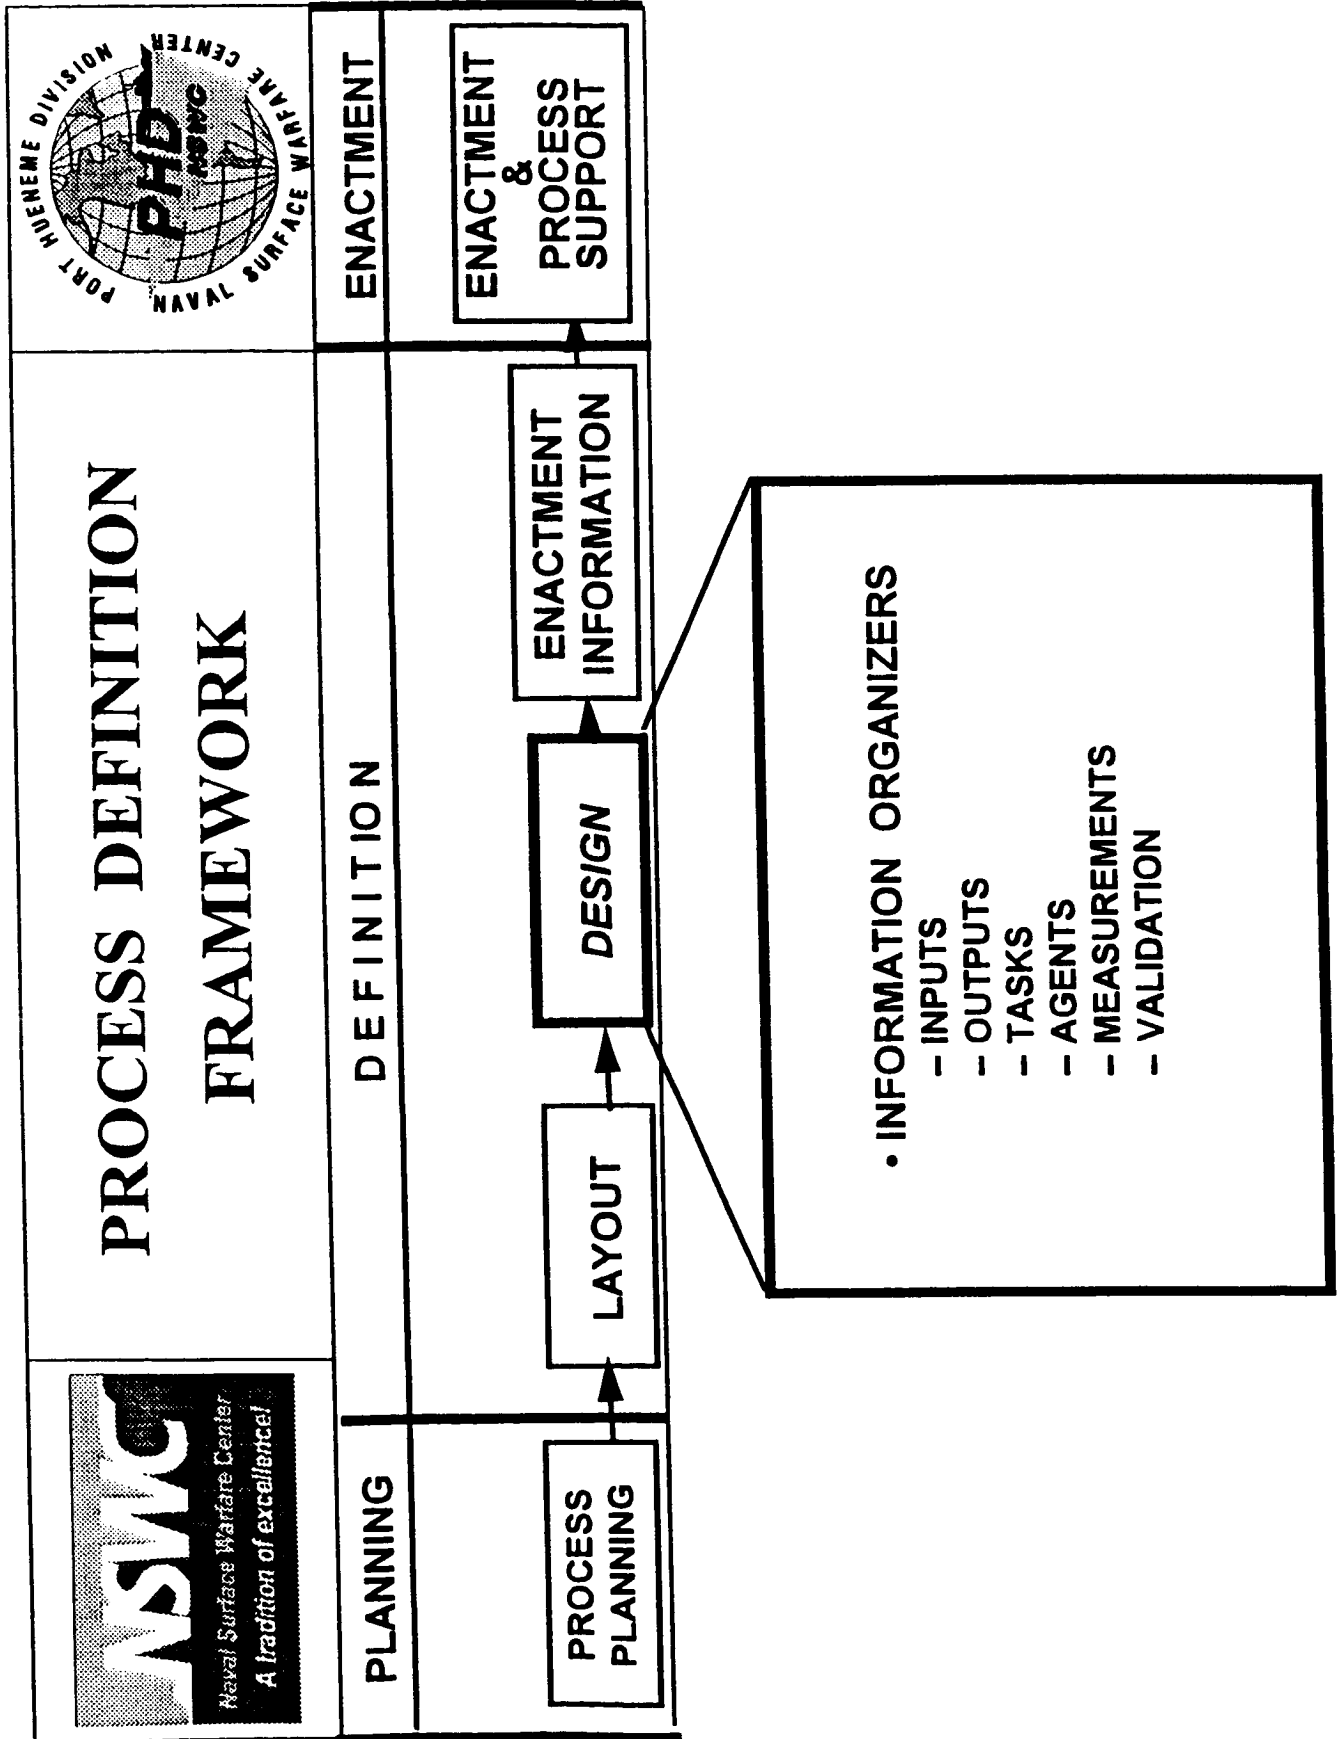 NSWC
Naval Surface Warfare Center
A tradition of excellence!
PROCESS DEFINITION
FRAMEWORK
PORT HUENEME DIVISION
PHD
NSWC
NAVAL SURFACE WARFARE CENTER
PLANNING
DEFINITION
ENACTMENT
PROCESS
PLANNING
LAYOUT
DESIGN
ENACTMENT
INFORMATION
ENACTMENT
&
PROCESS
SUPPORT
• INFORMATION ORGANIZERS
– INPUTS
– OUTPUTS
– TASKS
– AGENTS
– MEASUREMENTS
– VALIDATION